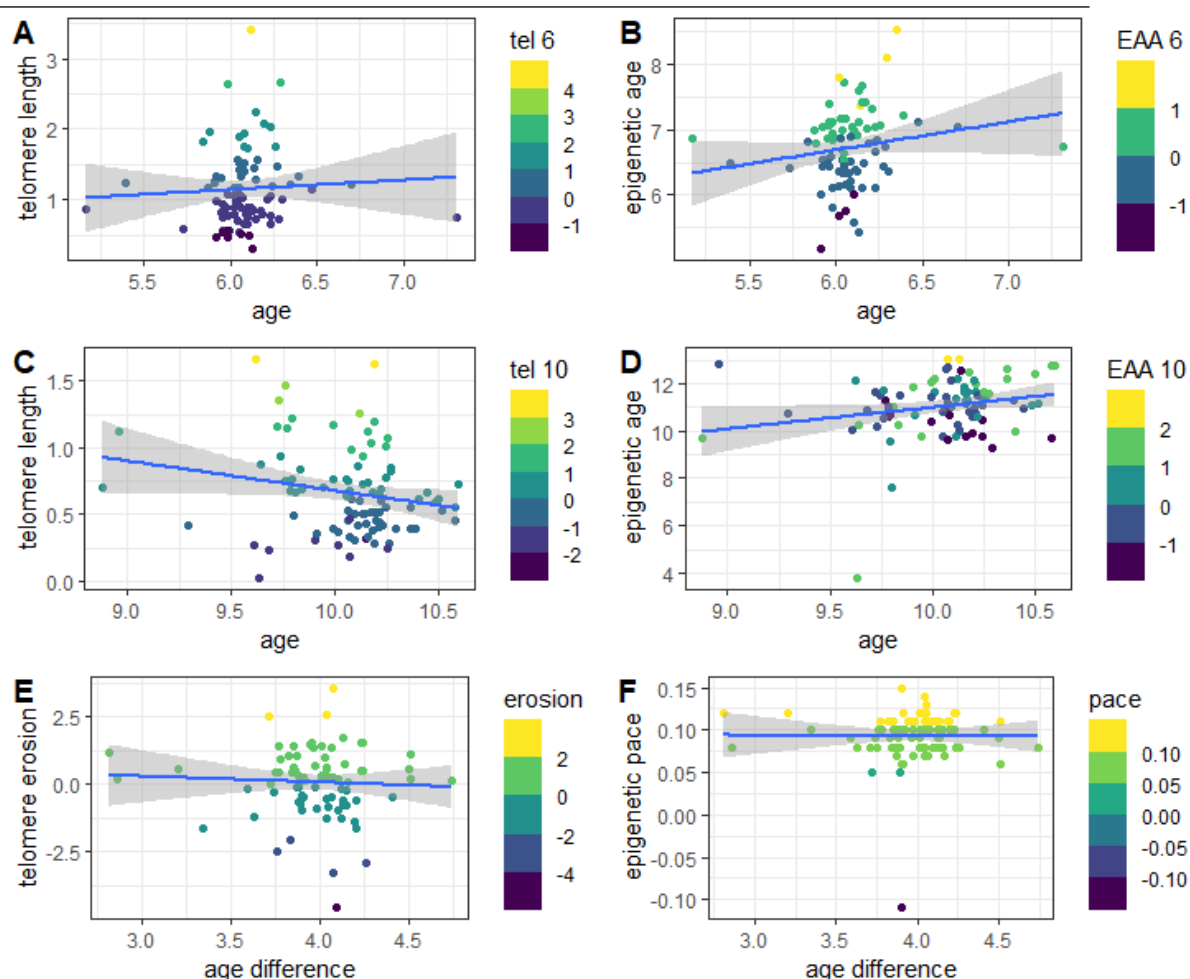 A
telomere length
3
2
1
5.5 6.0 6.5 7.0
age
tel 6
4
3
2
1
0
-1
B
epigenetic age
8
7
6
5.5 6.0 6.5 7.0
age
EAA 6
1
0
-1
C
telomere length
1.5
1.0
0.5
0.0
9.0 9.5 10.0 10.5
age
tel 10
3
2
1
0
-1
-2
D
epigenetic age
12
10
8
6
4
9.0 9.5 10.0 10.5
age
EAA 10
2
1
0
-1
E
telomere erosion
2.5
0.0
-2.5
3.0 3.5 4.0 4.5
age difference
erosion
2
0
-2
-4
F
epigenetic pace
0.15
0.10
0.05
0.00
-0.05
-0.10
3.0 3.5 4.0 4.5
age difference
pace
0.10
0.05
0.00
-0.05
-0.10